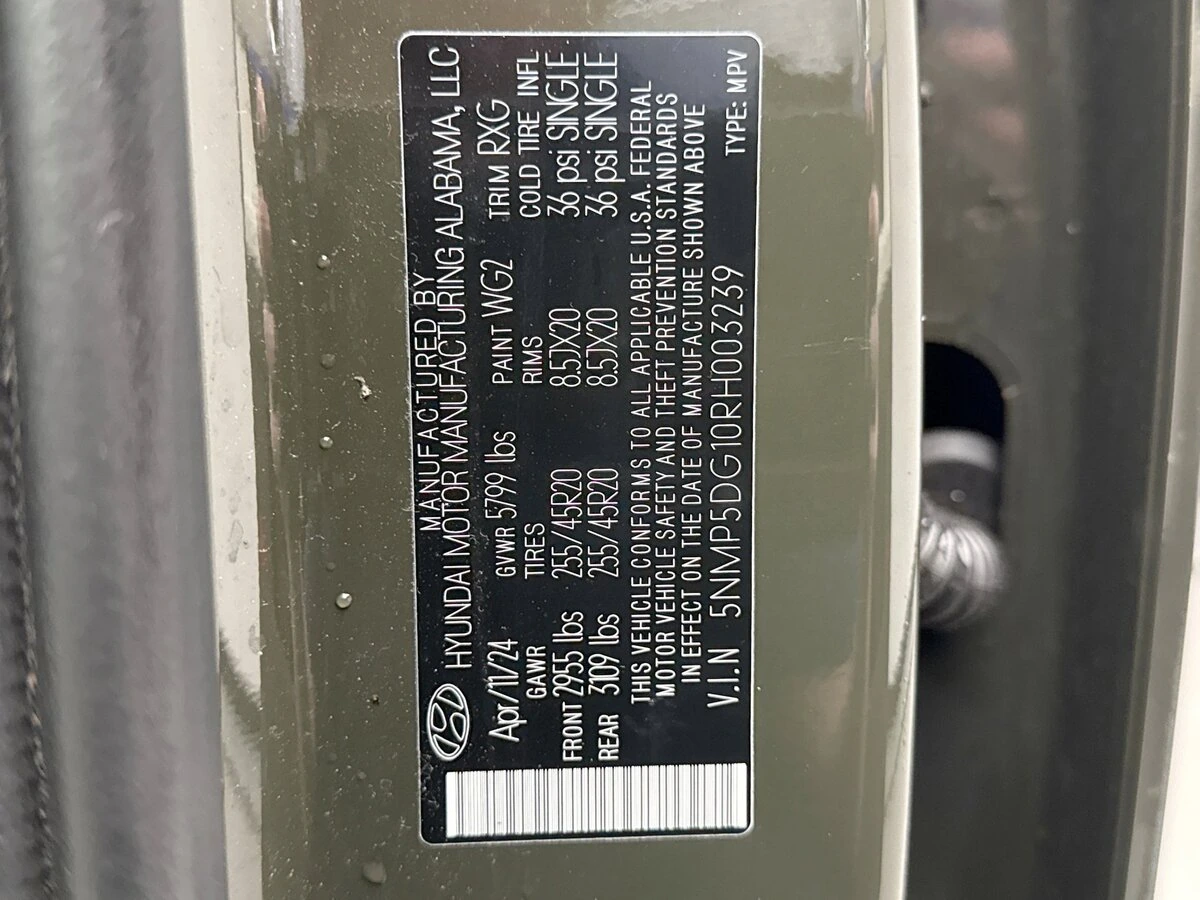 MANUFACTURED BY
HYUNDAI MOTOR MANUFACTURING ALABAMA, LLC
Apr/11/24 GVWR 5799 lbs PAINT WG2 TRIM RXG
GAWR TIRES RIMS COLD TIRE INFL
FRONT 2955 lbs 255/45R20 8.5JX20 36 psi SINGLE
REAR 3109 lbs 255/45R20 8.5JX20 36 psi SINGLE
THIS VEHICLE CONFORMS TO ALL APPLICABLE U.S.A. FEDERAL
MOTOR VEHICLE SAFETY AND THEFT PREVENTION STANDARDS
IN EFFECT ON THE DATE OF MANUFACTURE SHOWN ABOVE
V.I.N 5NMP5DG10RH003239 TYPE: MPV